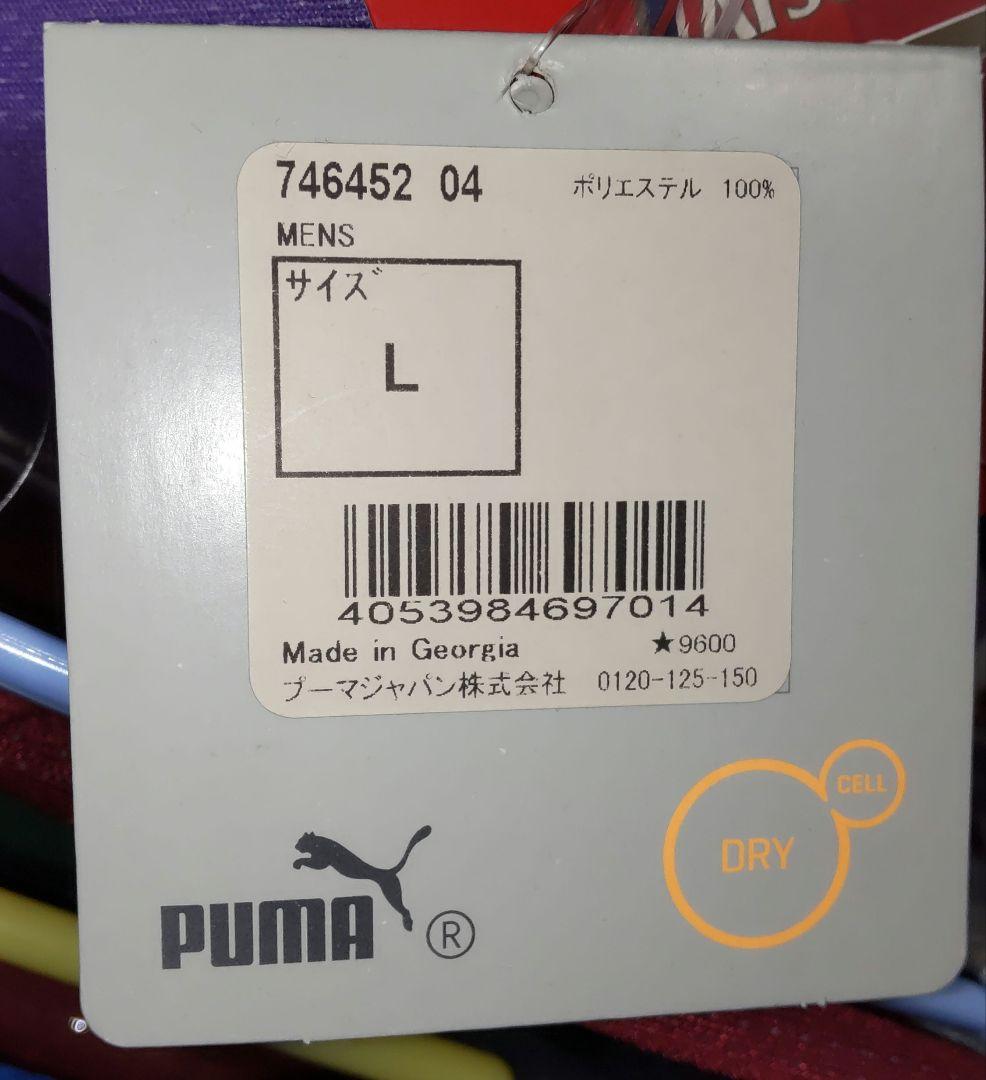 746452 04
ポリエステル 100%
MENS
サイズ
L
4053984697014
Made in Georgia
★9600
プーマジャパン株式会社 0120-125-150
CELL
DRY
PUMA ®